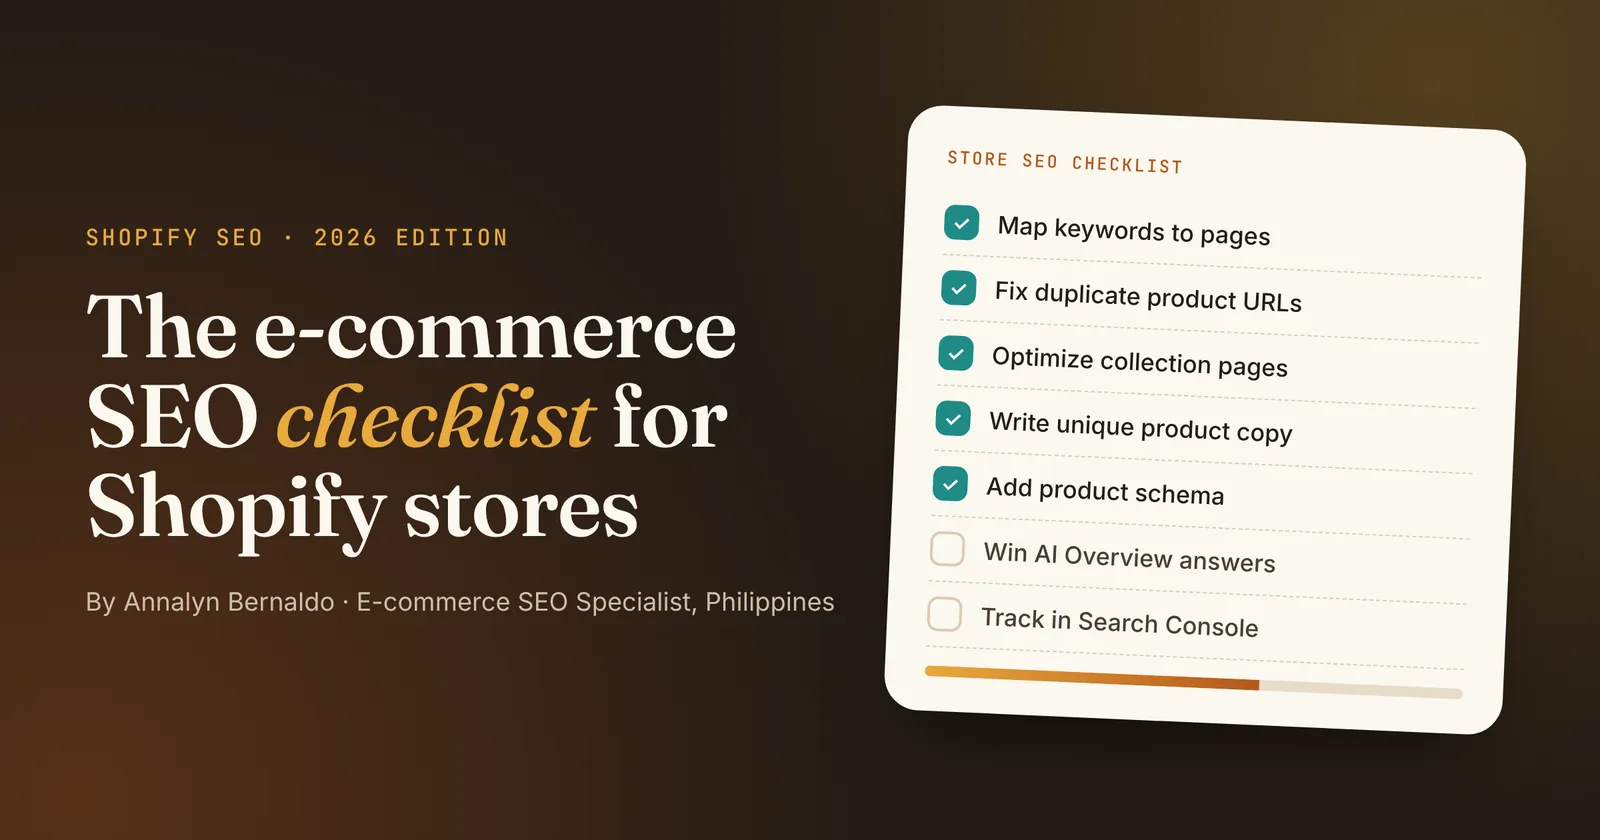 SHOPIFY SEO · 2026 EDITION
The e-commerce
SEO checklist for
Shopify stores
By Annalyn Bernaldo · E-commerce SEO Specialist, Philippines
STORE SEO CHECKLIST
Map keywords to pages
Fix duplicate product URLs
Optimize collection pages
Write unique product copy
Add product schema
Win AI Overview answers
Track in Search Console